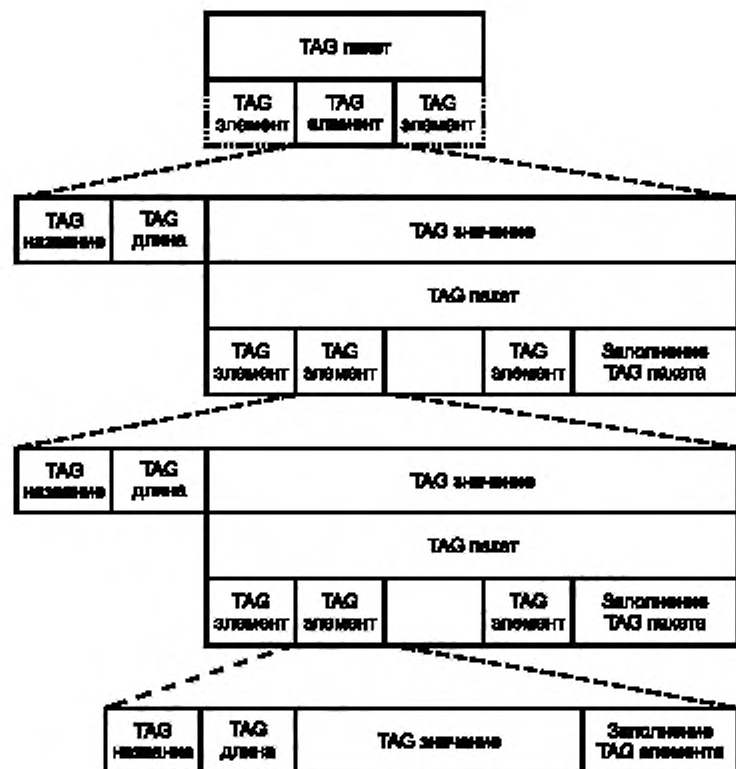 TAG пакет
TAG TAG TAG
элемент элемент элемент
TAG TAG TAG значение
название длина
TAG пакет
TAG TAG TAG Заполнение
элемент элемент элемент TAG пакета
TAG TAG TAG значение
название длина
TAG пакет
TAG TAG TAG Заполнение
элемент элемент элемент TAG пакета
TAG TAG TAG значение Заполнение
название длина TAG элемента